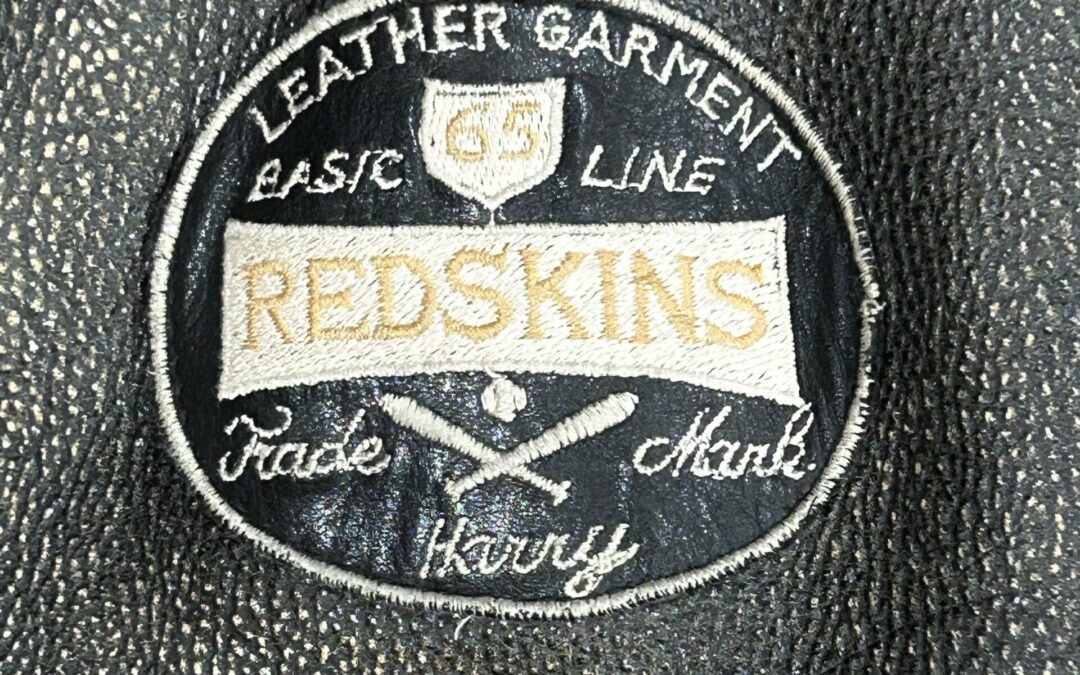 LEATHER GARMENT
BASIC 65 LINE
REDSKINS
Trade Mark
Harry